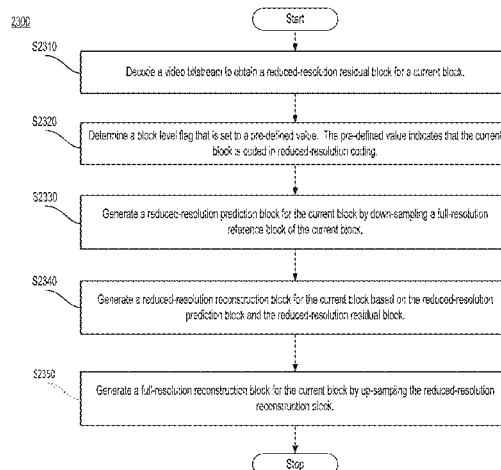 2300
Start
S2310
Decode a video bitstream to obtain a reduced-resolution residual block for a current block.
S2320
Determine a block level flag that is set to a pre-defined value. The pre-defined value indicates that the current
block is coded in reduced-resolution coding.
S2330
Generate a reduced-resolution prediction block for the current block by down-sampling a full-resolution
reference block of the current block.
S2340
Generate a reduced-resolution reconstruction block for the current block based on the reduced-resolution
prediction block and the reduced-resolution residual block.
S2350
Generate a full-resolution reconstruction block for the current block by up-sampling the reduced-resolution
reconstruction block.
Stop